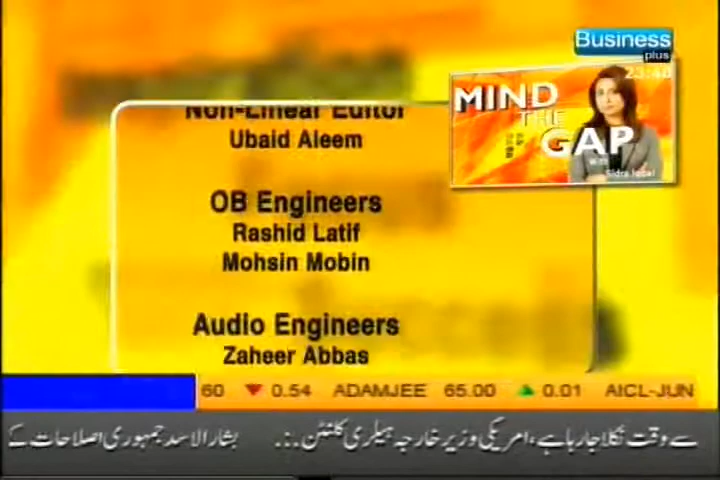 Business
plus
23:48
MIND
THE
GAP
with
Sidra Iqbal
Non-Linear Editor
Ubaid Aleem
OB Engineers
Rashid Latif
Mohsin Mobin
Audio Engineers
Zaheer Abbas
60 ▼ 0.54 ADAMJEE 65.00 ▲ 0.01 AICL-JUN
سے وقت نکلا جا رہا ہے، امریکی وزیر خارجہ ہیلری کلنٹن .:. بشار الاسد جمہوری اصلاحات کے